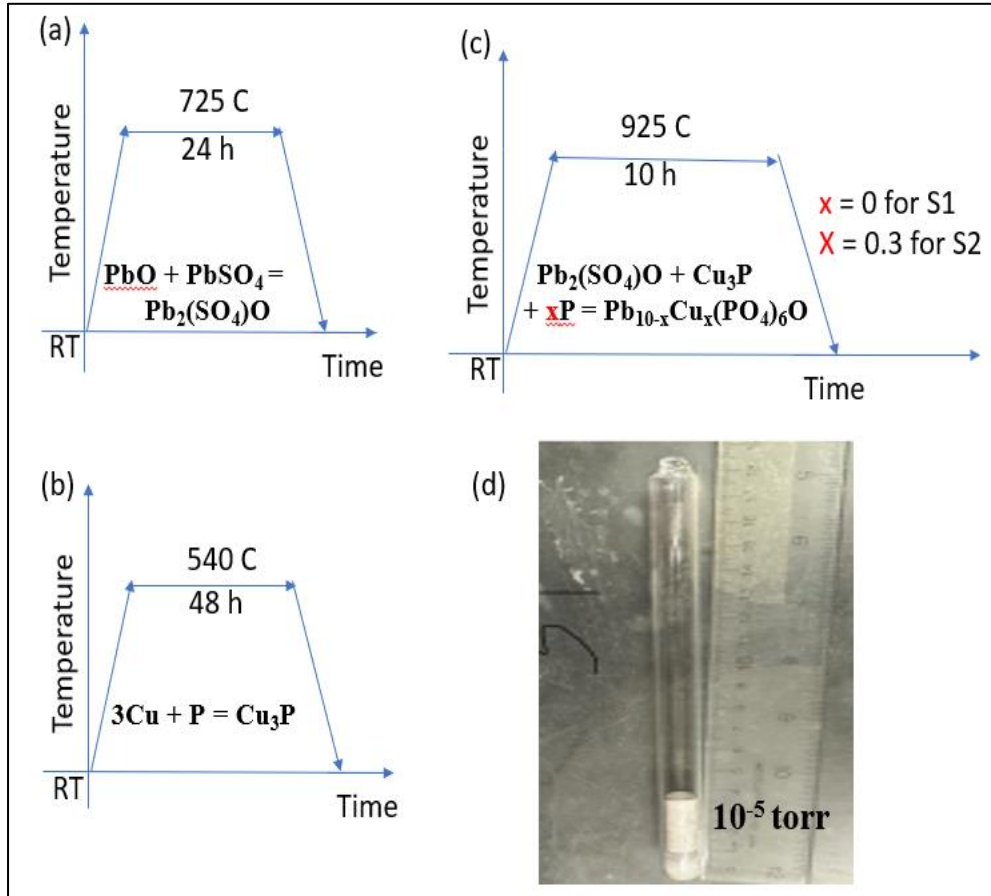 (a)
Temperature
725 C
24 h
PbO + PbSO₄ =
Pb₂(SO₄)O
RT
Time
(c)
Temperature
925 C
10 h
x = 0 for S1
X = 0.3 for S2
Pb₂(SO₄)O + Cu₃P
+ xP = Pb₁₀₋ₓCuₓ(PO₄)₆O
RT
Time
(b)
Temperature
540 C
48 h
3Cu + P = Cu₃P
RT
Time
(d)
10⁻⁵ torr